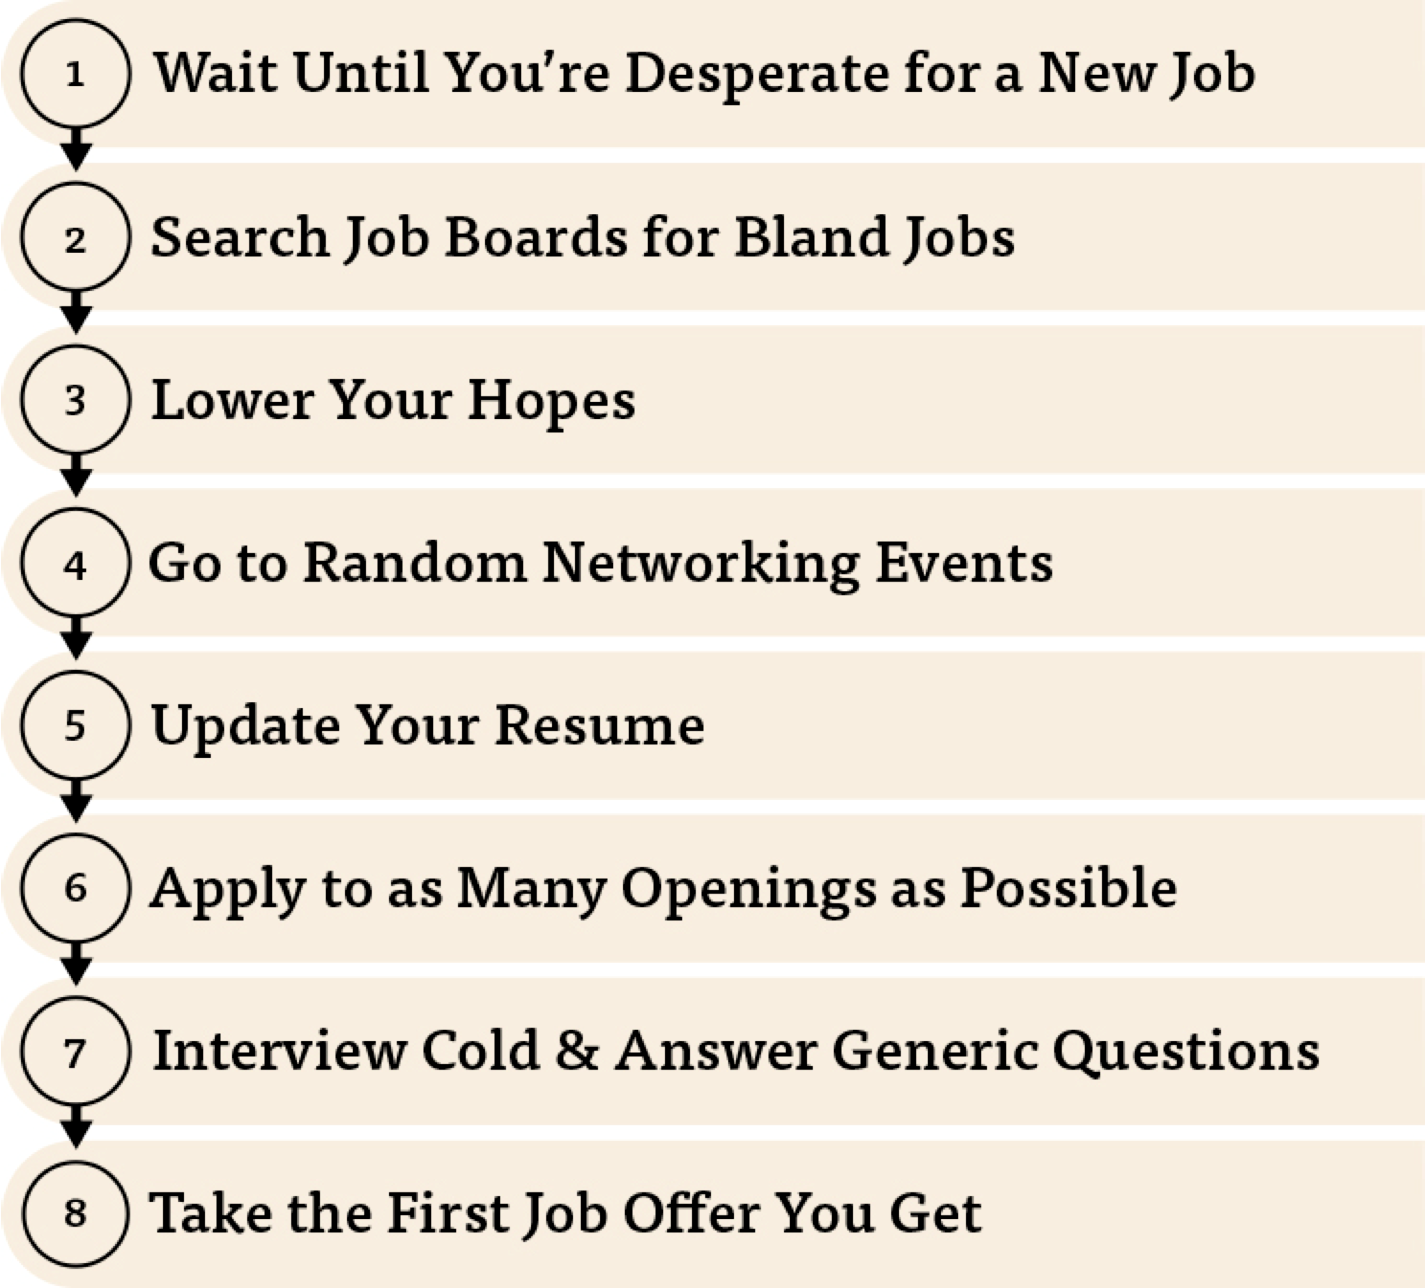 1 Wait Until You’re Desperate for a New Job
2 Search Job Boards for Bland Jobs
3 Lower Your Hopes
4 Go to Random Networking Events
5 Update Your Resume
6 Apply to as Many Openings as Possible
7 Interview Cold & Answer Generic Questions
8 Take the First Job Offer You Get